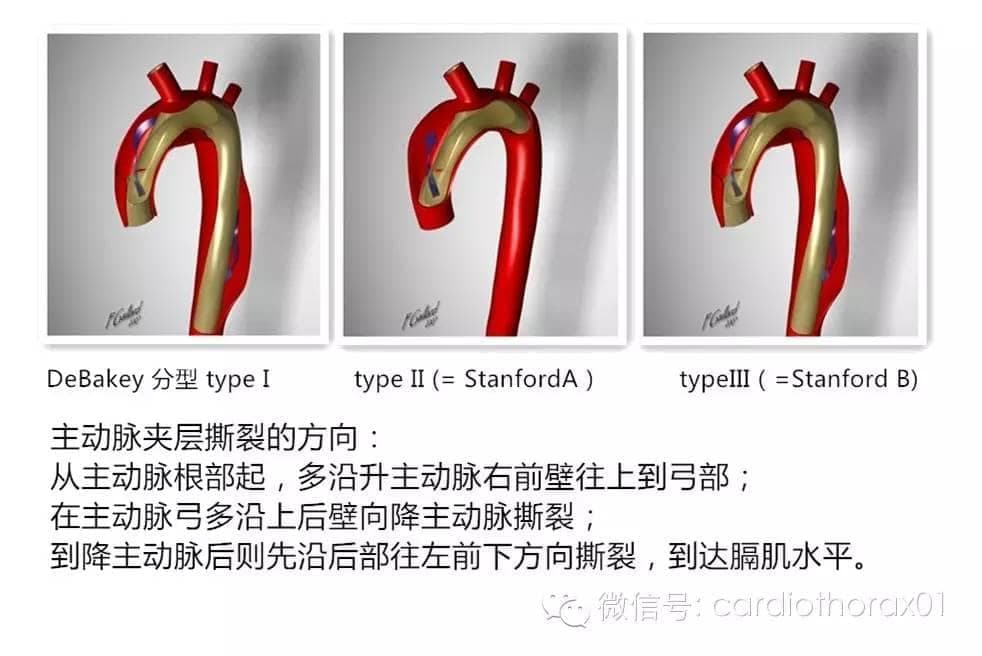 DeBakey 分型 type I
type II (= StanfordA )
typeIII ( =Stanford B)
主动脉夹层撕裂的方向：
从主动脉根部起，多沿升主动脉右前壁往上到弓部；
在主动脉弓多沿上后壁向降主动脉撕裂；
到降主动脉后则先沿后部往左前下方向撕裂，到达膈肌水平。
微信号: cardiothorax01